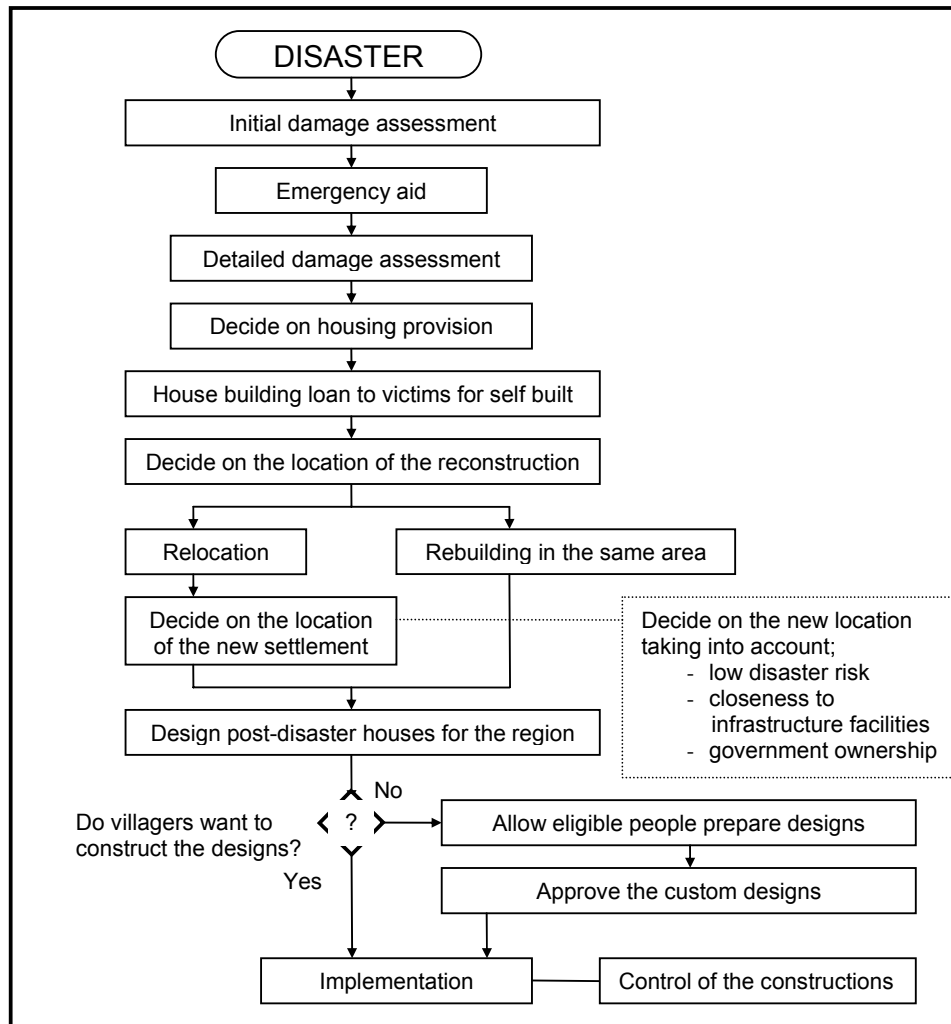 DISASTER
Initial damage assessment
Emergency aid
Detailed damage assessment
Decide on housing provision
House building loan to victims for self built
Decide on the location of the reconstruction
Relocation
Rebuilding in the same area
Decide on the location
of the new settlement
Decide on the new location
taking into account;
- low disaster risk
- closeness to
infrastructure facilities
- government ownership
Design post-disaster houses for the region
No
Do villagers want to
construct the designs?
?
Allow eligible people prepare designs
Yes
Approve the custom designs
Implementation
Control of the constructions